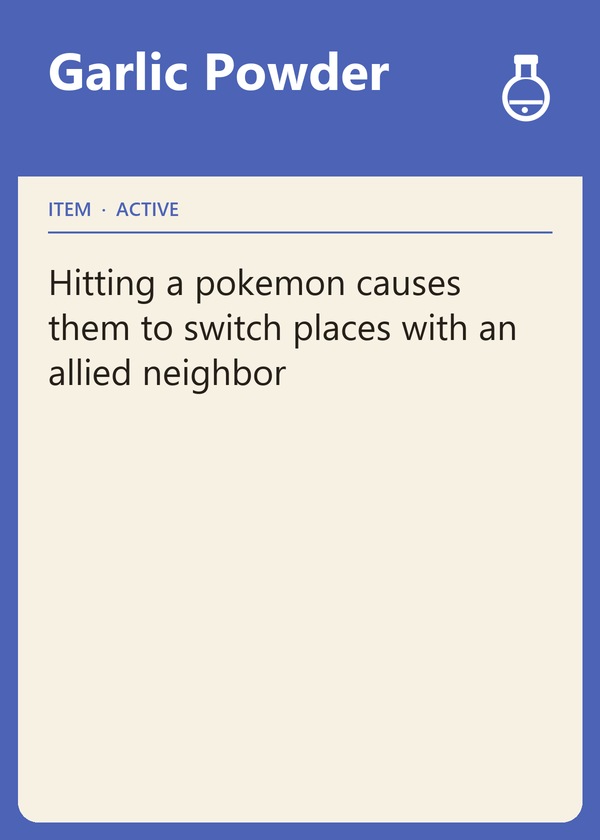 Garlic Powder
ITEM · ACTIVE
Hitting a pokemon causes
them to switch places with an
allied neighbor